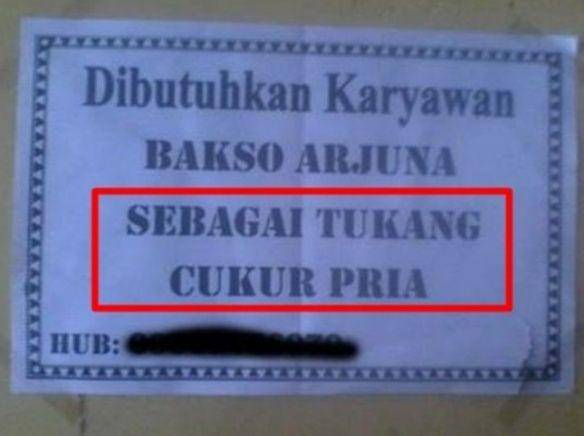 Dibutuhkan Karyawan
BAKSO ARJUNA
SEBAGAI TUKANG
CUKUR PRIA
HUB: